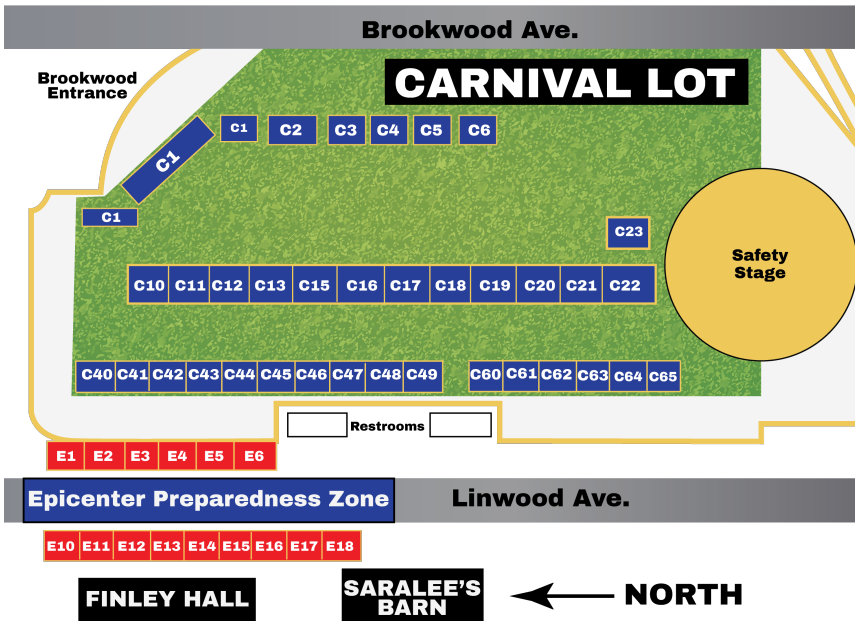 Brookwood Ave.
Brookwood
Entrance
CARNIVAL LOT
C1
C2
C3
C4
C5
C6
C1
C1
C23
Safety
Stage
C10
C11
C12
C13
C15
C16
C17
C18
C19
C20
C21
C22
C40
C41
C42
C43
C44
C45
C46
C47
C48
C49
C60
C61
C62
C63
C64
C65
Restrooms
E1
E2
E3
E4
E5
E6
Epicenter Preparedness Zone
Linwood Ave.
E10
E11
E12
E13
E14
E15
E16
E17
E18
FINLEY HALL
SARALEE'S
BARN
NORTH